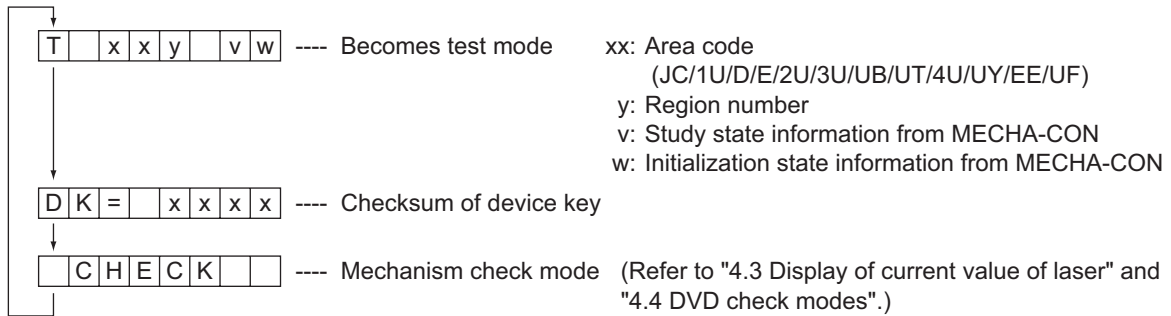 T xxy vw ---- Becomes test mode xx: Area code
(JC/1U/D/E/2U/3U/UB/UT/4U/UY/EE/UF)
y: Region number
v: Study state information from MECHA-CON
w: Initialization state information from MECHA-CON
DK= xxxx ---- Checksum of device key
CHECK ---- Mechanism check mode (Refer to "4.3 Display of current value of laser" and
"4.4 DVD check modes".)